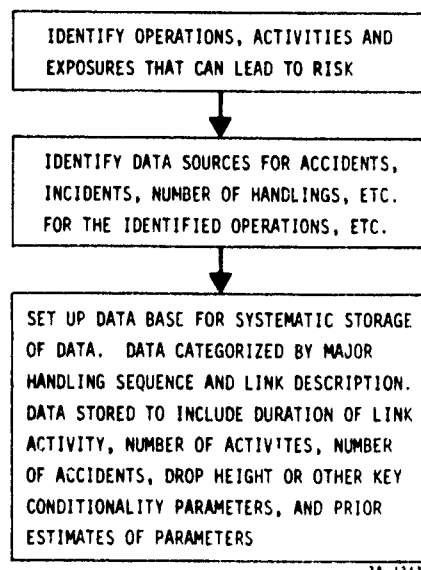 IDENTIFY OPERATIONS, ACTIVITIES AND
EXPOSURES THAT CAN LEAD TO RISK
IDENTIFY DATA SOURCES FOR ACCIDENTS,
INCIDENTS, NUMBER OF HANDLINGS, ETC.
FOR THE IDENTIFIED OPERATIONS, ETC.
SET UP DATA BASE FOR SYSTEMATIC STORAGE
OF DATA. DATA CATEGORIZED BY MAJOR
HANDLING SEQUENCE AND LINK DESCRIPTION.
DATA STORED TO INCLUDE DURATION OF LINK
ACTIVITY, NUMBER OF ACTIVITES, NUMBER
OF ACCIDENTS, DROP HEIGHT OR OTHER KEY
CONDITIONALITY PARAMETERS, AND PRIOR
ESTIMATES OF PARAMETERS